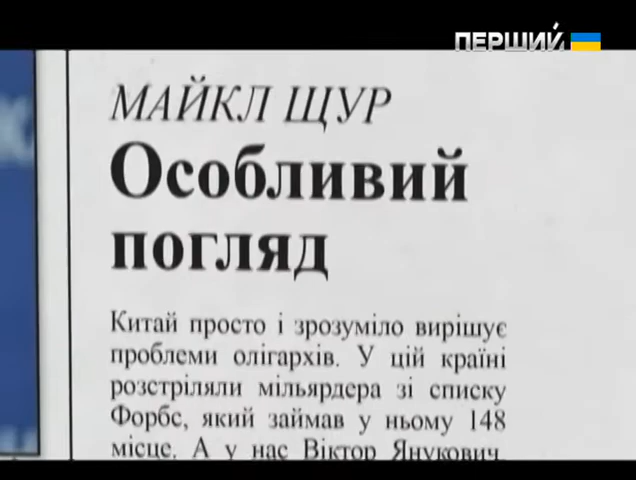 ПЕРШИЙ
МАЙКЛ ЩУР
Особливий
погляд
Китай просто і зрозуміло вирішує
проблеми олігархів. У цій країні
розстріляли мільярдера зі списку
Форбс, який займав у ньому 148
місце. А у нас Віктор Янукович,